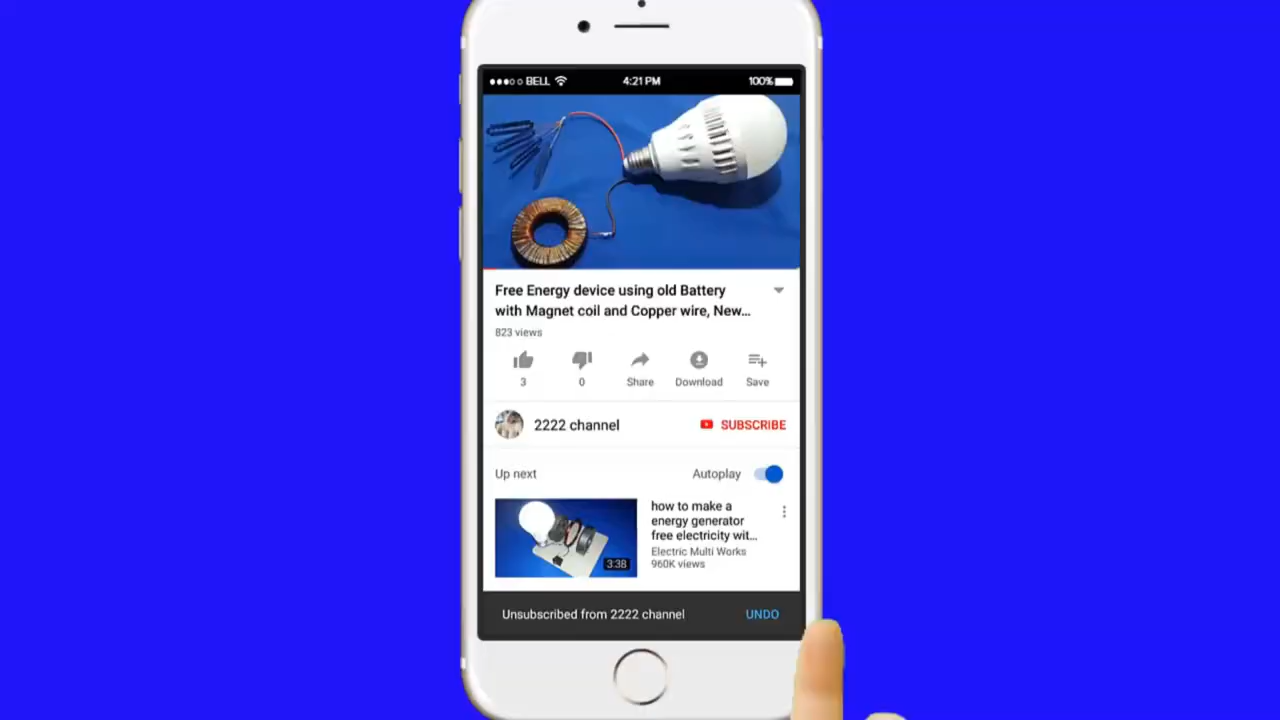 BELL 4:21 PM 100%
Free Energy device using old Battery
with Magnet coil and Copper wire, New...
823 views
3 0 Share Download Save
2222 channel SUBSCRIBE
Up next Autoplay
how to make a
energy generator
free electricity wit...
Electric Multi Works
960K views
3:38
Unsubscribed from 2222 channel UNDO